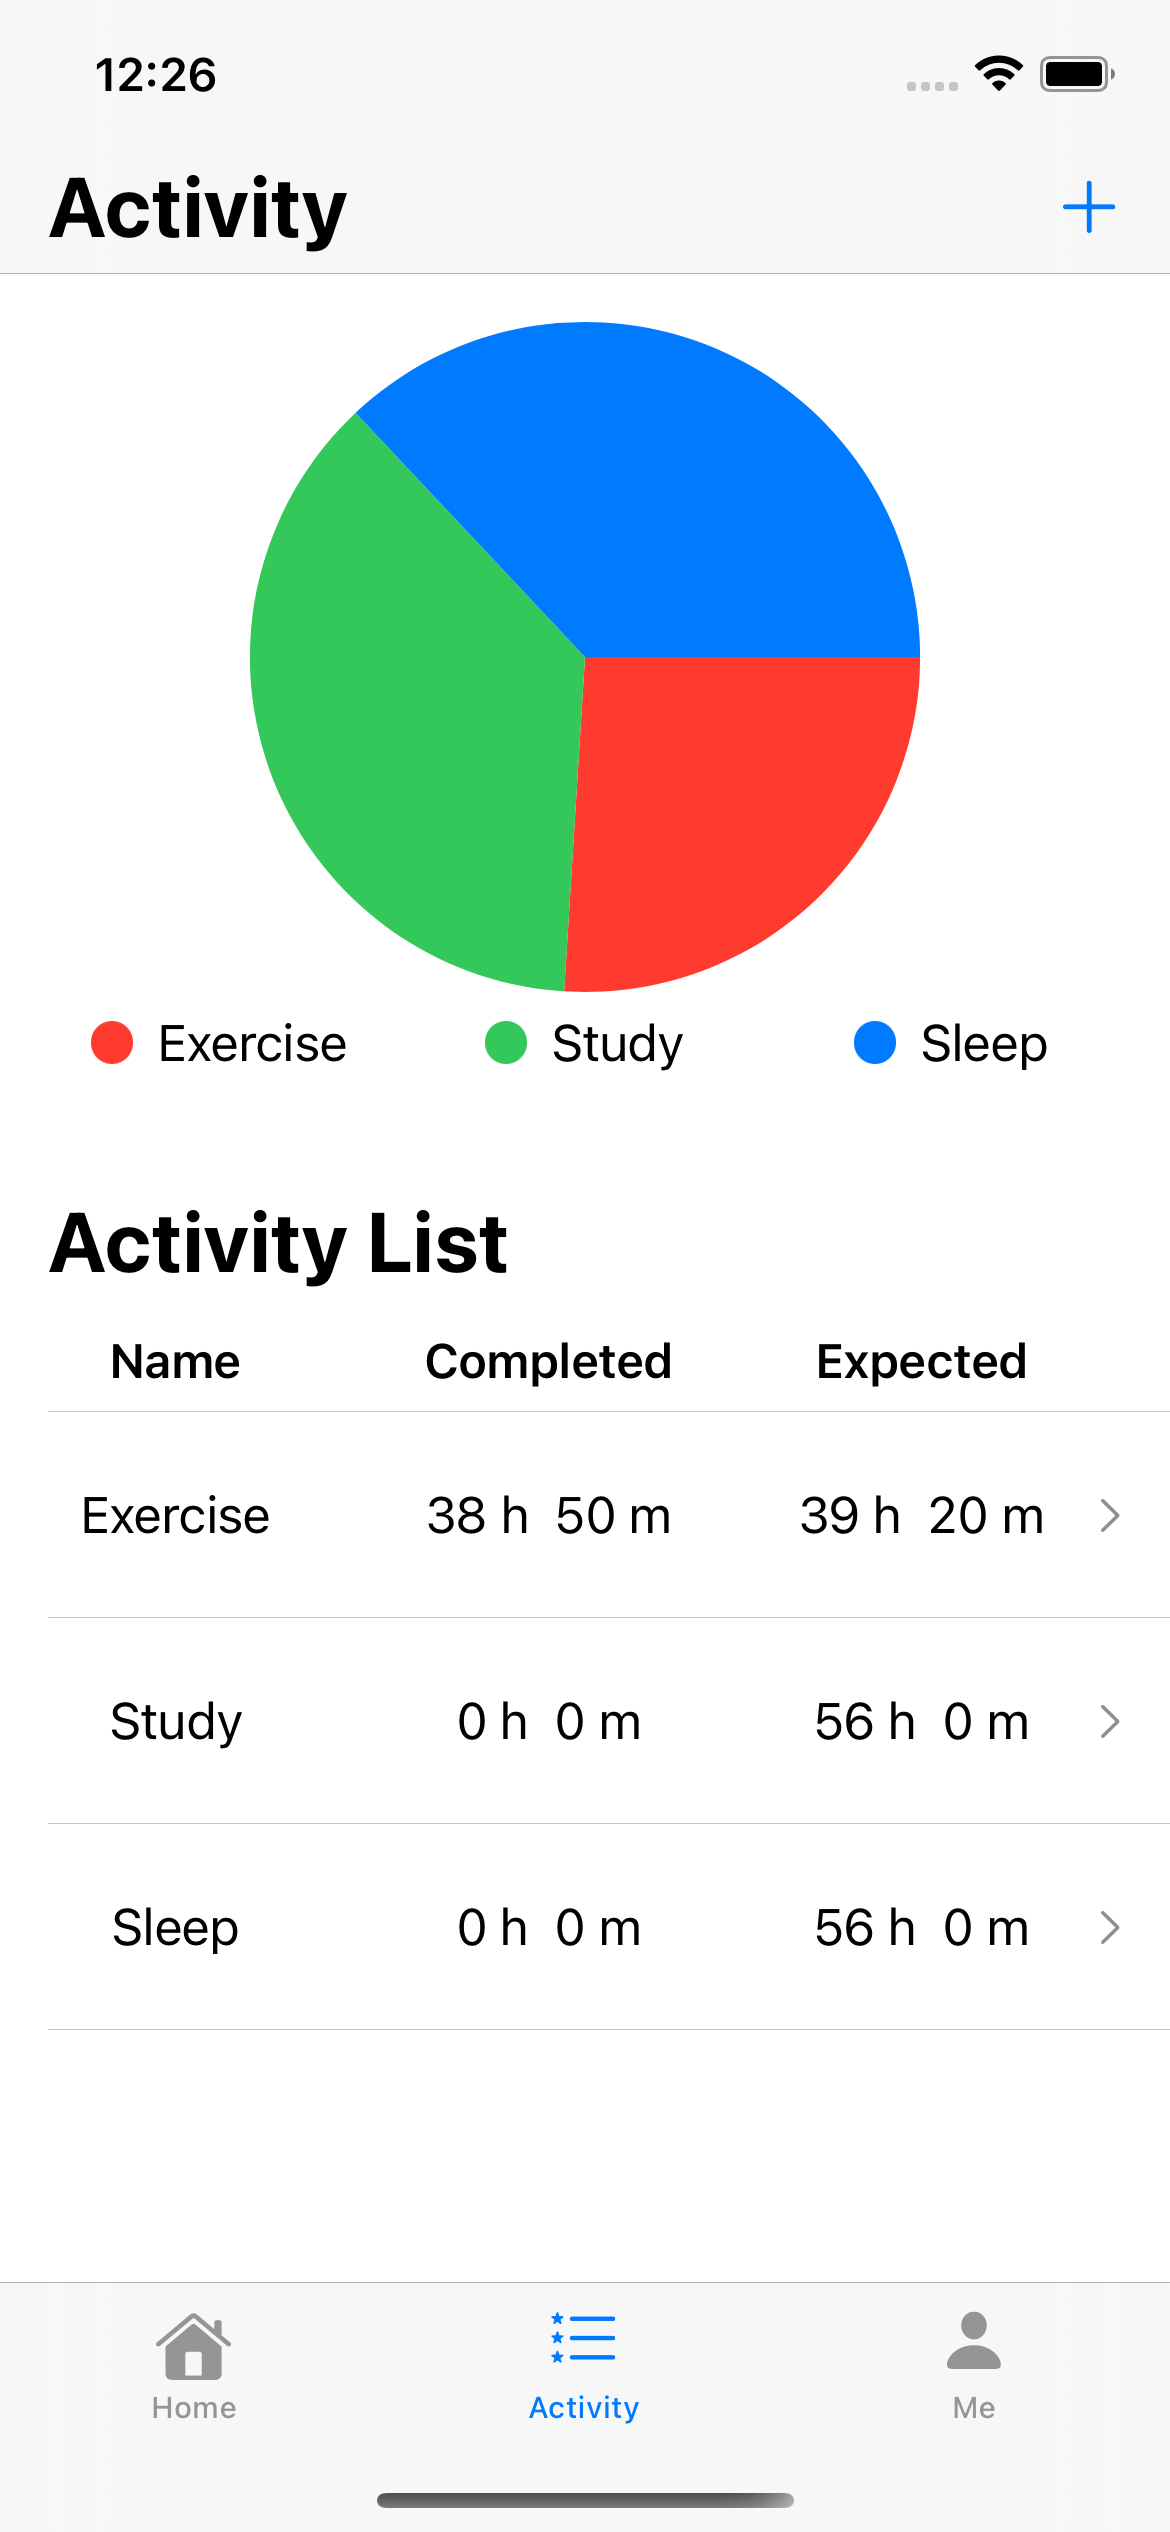 12:26
Activity
Exercise Study Sleep
Activity List
Name Completed Expected
Exercise 38 h 50 m 39 h 20 m
Study 0 h 0 m 56 h 0 m
Sleep 0 h 0 m 56 h 0 m
Home Activity Me